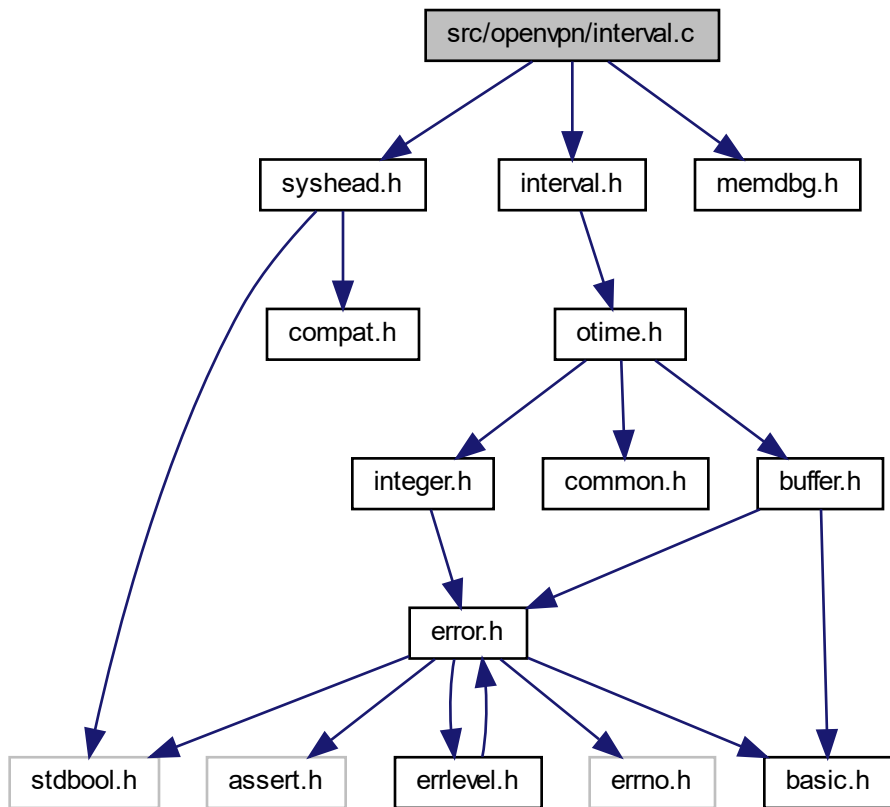 src/openvpn/interval.c
syshead.h
interval.h
memdbg.h
compat.h
otime.h
integer.h
common.h
buffer.h
error.h
stdbool.h
assert.h
errlevel.h
errno.h
basic.h